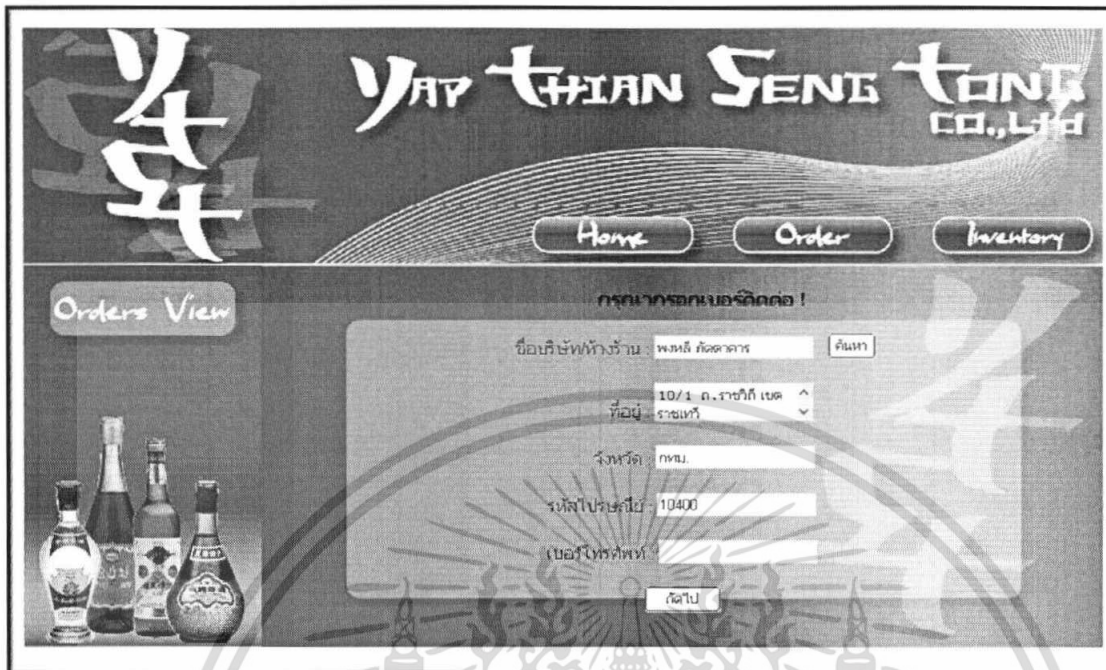 YAP THIAN SENG TONG
CO.,Ltd
Home
Order
Inventory
Orders View
กรุณากรอกเบอร์ติดต่อ !
ชื่อบริษัท/ห้างร้าน : พงหลี ภัตตาคาร
ค้นหา
ที่อยู่ : 10/1 ถ.ราชวิถี เขต
ราชเทวี
จังหวัด : กทม.
รหัสไปรษณีย์ : 10400
เบอร์โทรศัพท์ :
ถัดไป